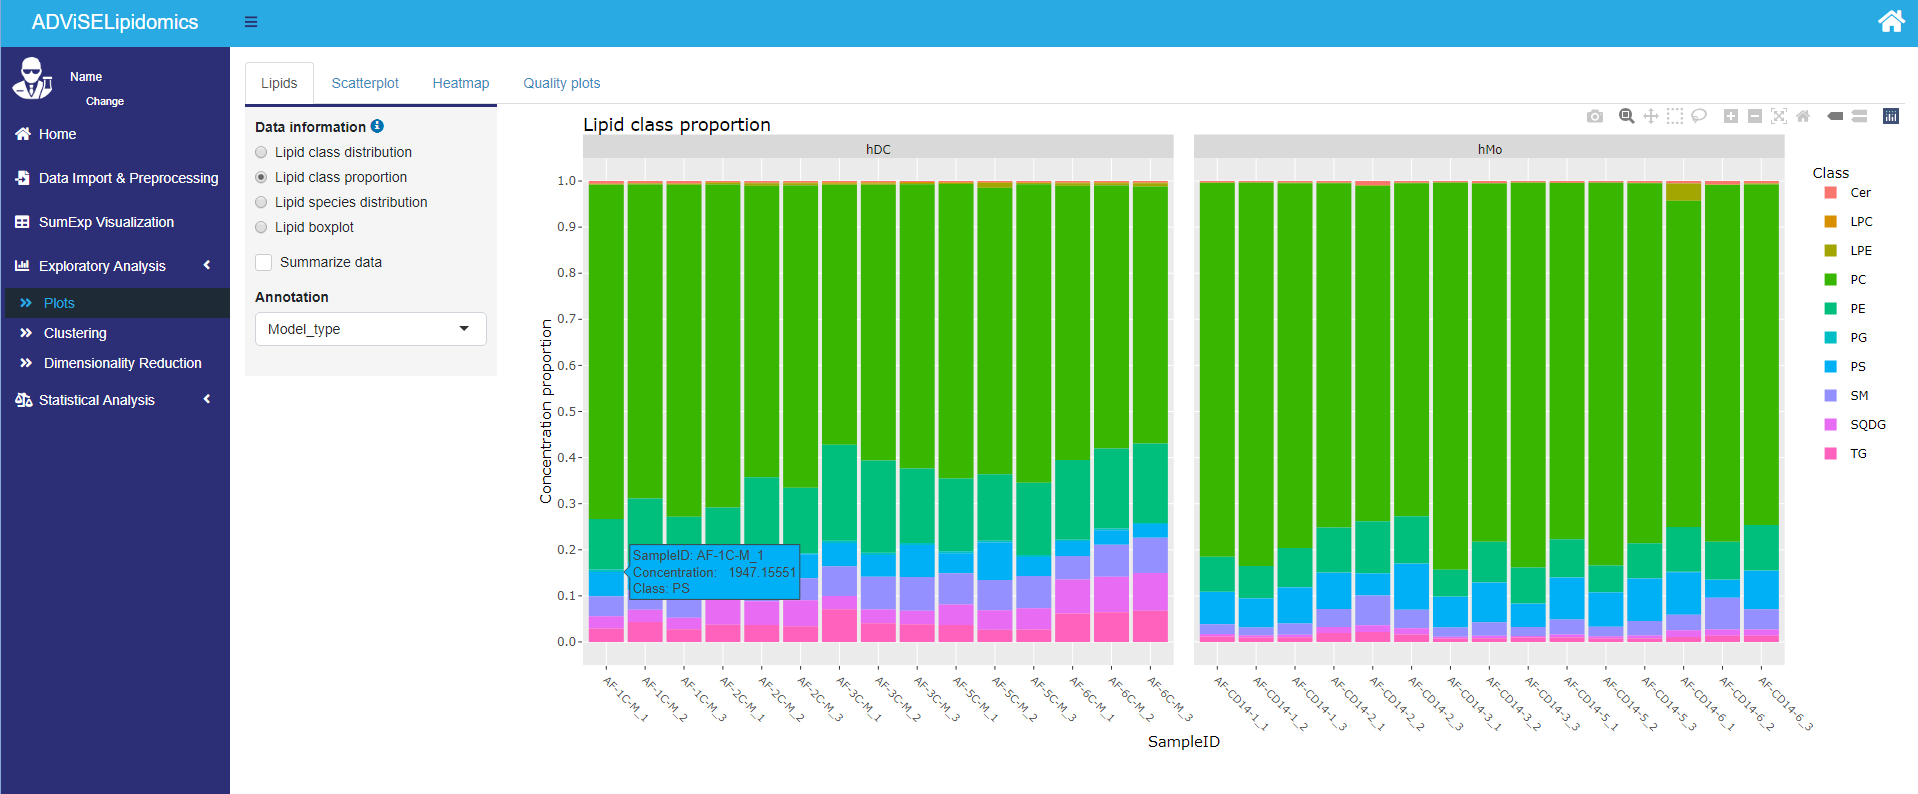 ADViSELipidomics
Name
Change
Home
Data Import & Preprocessing
SumExp Visualization
Exploratory Analysis
Plots
Clustering
Dimensionality Reduction
Statistical Analysis
Lipids Scatterplot Heatmap Quality plots
Data information
Lipid class distribution
Lipid class proportion
Lipid species distribution
Lipid boxplot
Summarize data
Annotation
Model_type
Lipid class proportion
hDC hMo
Concentration proportion
1.0
0.9
0.8
0.7
0.6
0.5
0.4
0.3
0.2
0.1
0.0
SampleID: AF-1C-M_1
Concentration: 1947.15551
Class: PS
AF-1C-M_1
AF-1C-M_2
AF-1C-M_3
AF-2C-M_1
AF-2C-M_2
AF-2C-M_3
AF-3C-M_1
AF-3C-M_2
AF-3C-M_3
AF-5C-M_1
AF-5C-M_2
AF-5C-M_3
AF-6C-M_1
AF-6C-M_2
AF-6C-M_3
AF-CD14-1_1
AF-CD14-1_2
AF-CD14-1_3
AF-CD14-2_1
AF-CD14-2_2
AF-CD14-2_3
AF-CD14-3_1
AF-CD14-3_2
AF-CD14-3_3
AF-CD14-5_1
AF-CD14-5_2
AF-CD14-5_3
AF-CD14-6_1
AF-CD14-6_2
AF-CD14-6_3
SampleID
Class
Cer
LPC
LPE
PC
PE
PG
PS
SM
SQDG
TG